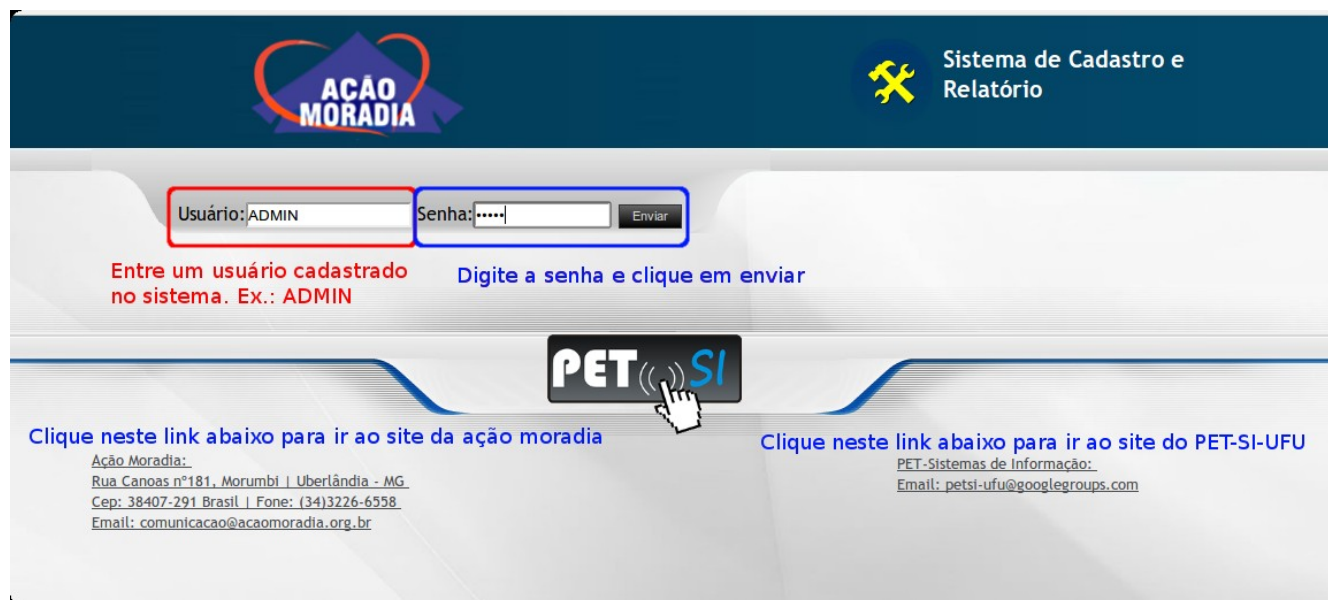 AÇÃO
MORADIA
Sistema de Cadastro e
Relatório
Usuário: ADMIN Senha: ••••• Enviar
Entre um usuário cadastrado
no sistema. Ex.: ADMIN
Digite a senha e clique em enviar
PET(( ))SI
Clique neste link abaixo para ir ao site da ação moradia
Ação Moradia:
Rua Canoas nº181, Morumbi | Uberlândia - MG
Cep: 38407-291 Brasil | Fone: (34)3226-6558
Email: comunicacao@acaomoradia.org.br
Clique neste link abaixo para ir ao site do PET-SI-UFU
PET-Sistemas de Informação:
Email: petsi-ufu@googlegroups.com